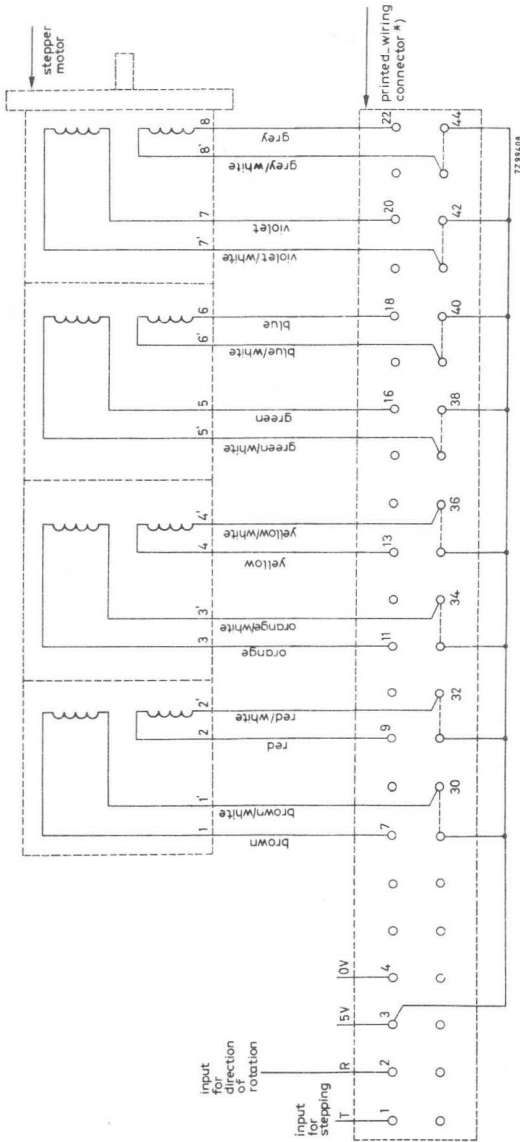 stepper
motor
8
grey
8'
grey/white
7
violet
7'
violet/white
6
blue
6'
blue/white
5
green
5'
green/white
4'
yellow/white
4
yellow
3'
orange/white
3
orange
2'
red/white
2
red
1'
brown/white
1
brown
printed_wiring
connector *)
22
44
20
42
18
40
16
38
36
13
34
11
32
9
30
7
0V
4
5V
3
input
for
direction
of
rotation
R
2
input
for
stepping
T
1